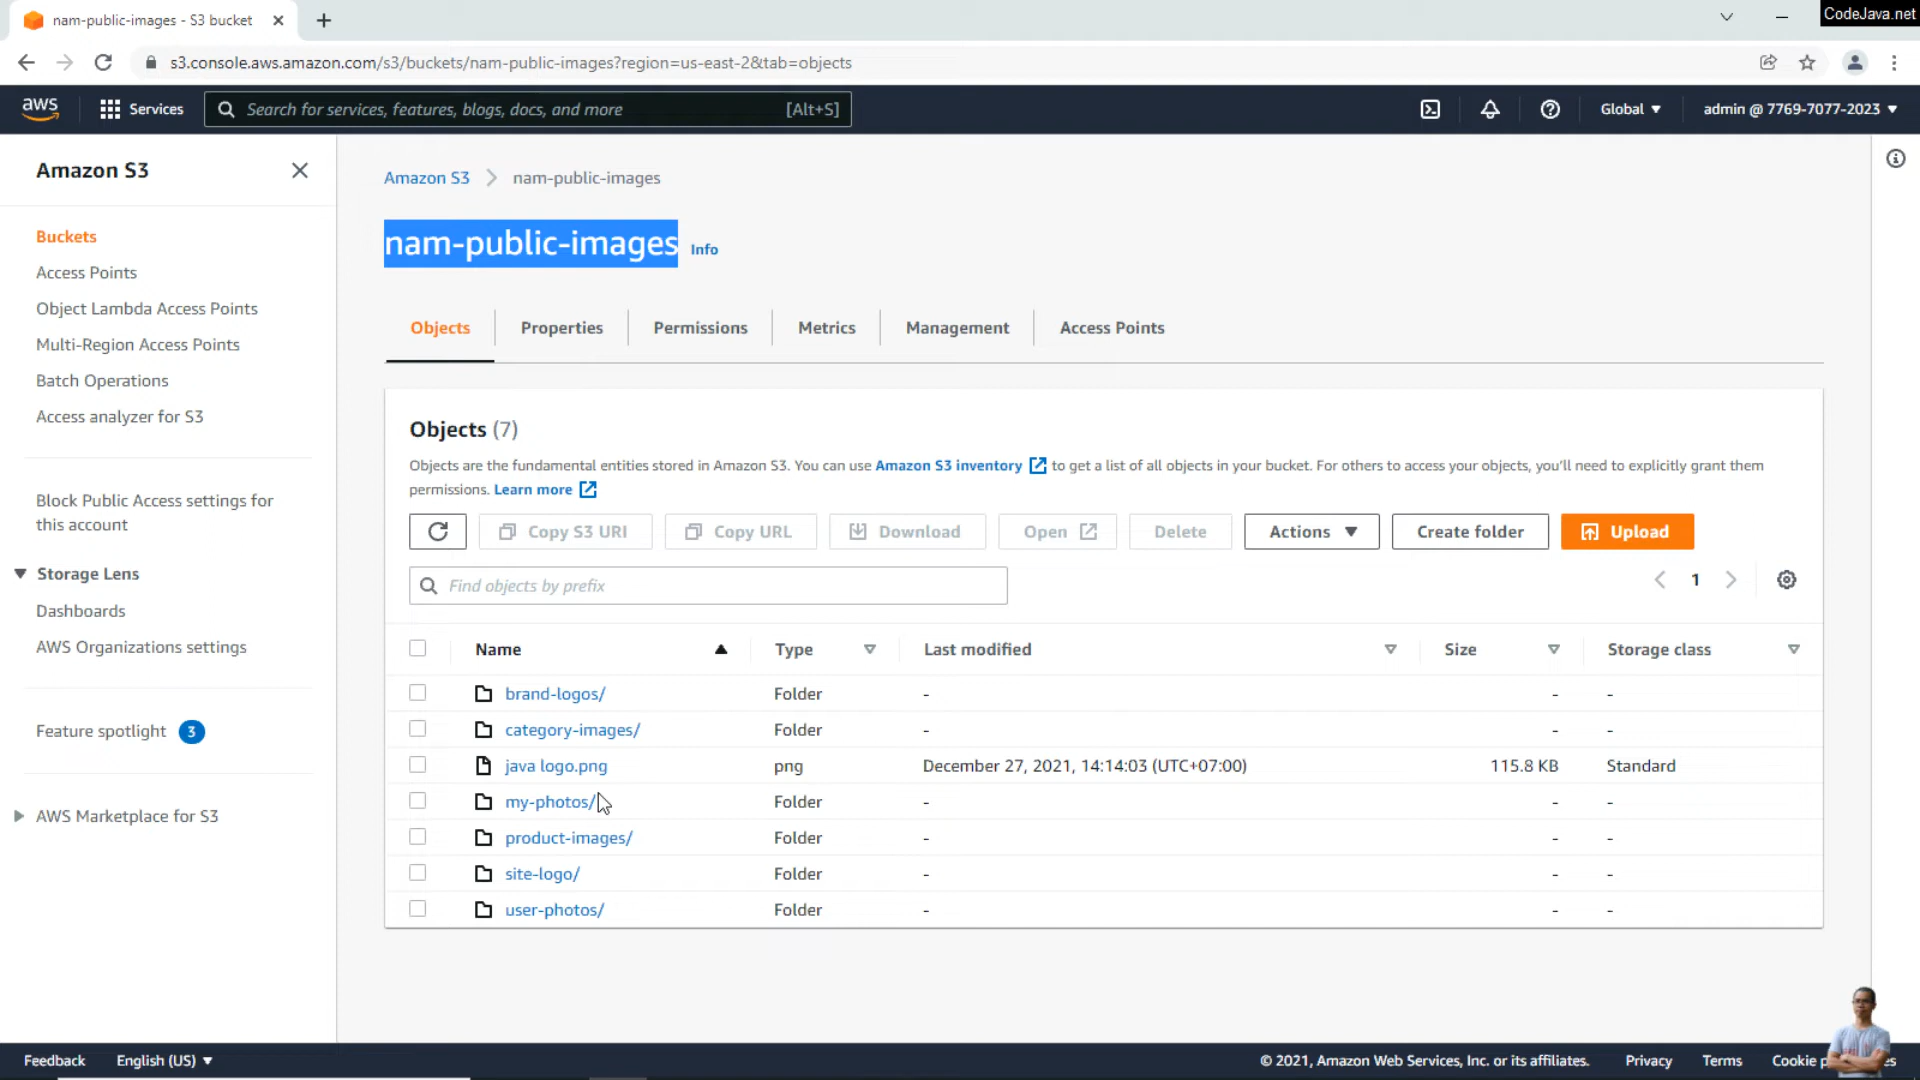 nam-public-images - S3 bucket
CodeJava.net
s3.console.aws.amazon.com/s3/buckets/nam-public-images?region=us-east-2&tab=objects
aws
Services
Search for services, features, blogs, docs, and more
[Alt+S]
Global
admin @ 7769-7077-2023
Amazon S3
Buckets
Access Points
Object Lambda Access Points
Multi-Region Access Points
Batch Operations
Access analyzer for S3
Block Public Access settings for
this account
Storage Lens
Dashboards
AWS Organizations settings
Feature spotlight 3
AWS Marketplace for S3
Amazon S3 > nam-public-images
nam-public-images Info
Objects Properties Permissions Metrics Management Access Points
Objects (7)
Objects are the fundamental entities stored in Amazon S3. You can use Amazon S3 inventory to get a list of all objects in your bucket. For others to access your objects, you'll need to explicitly grant them
permissions. Learn more
Copy S3 URI Copy URL Download Open Delete Actions Create folder Upload
Find objects by prefix
1
Name Type Last modified Size Storage class
brand-logos/ Folder - - -
category-images/ Folder - - -
java logo.png png December 27, 2021, 14:14:03 (UTC+07:00) 115.8 KB Standard
my-photos/ Folder - - -
product-images/ Folder - - -
site-logo/ Folder - - -
user-photos/ Folder - - -
Feedback English (US) © 2021, Amazon Web Services, Inc. or its affiliates. Privacy Terms Cookie